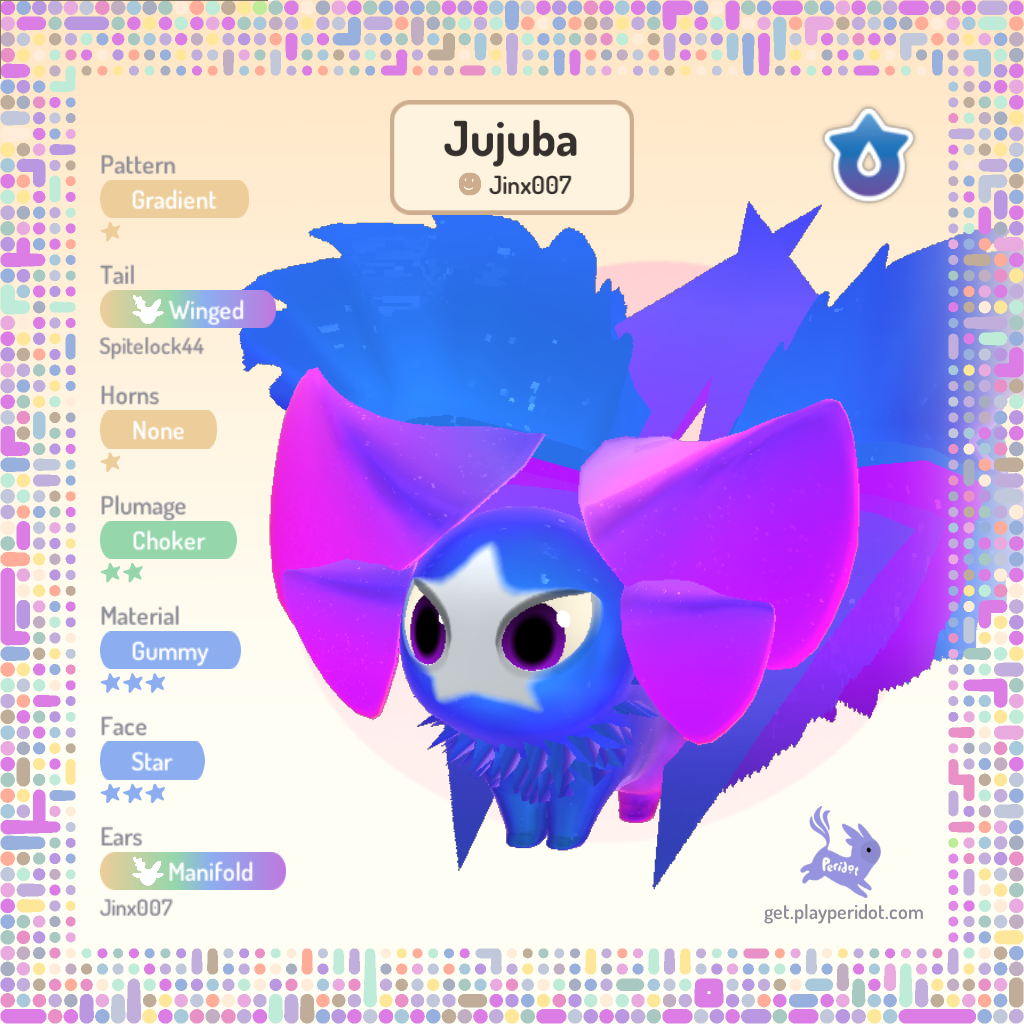 Jujuba
Jinx007
Pattern
Gradient
Tail
Winged
Spitelock44
Horns
None
Plumage
Choker
Material
Gummy
Face
Star
Ears
Manifold
Jinx007
Peridot
get.playperidot.com